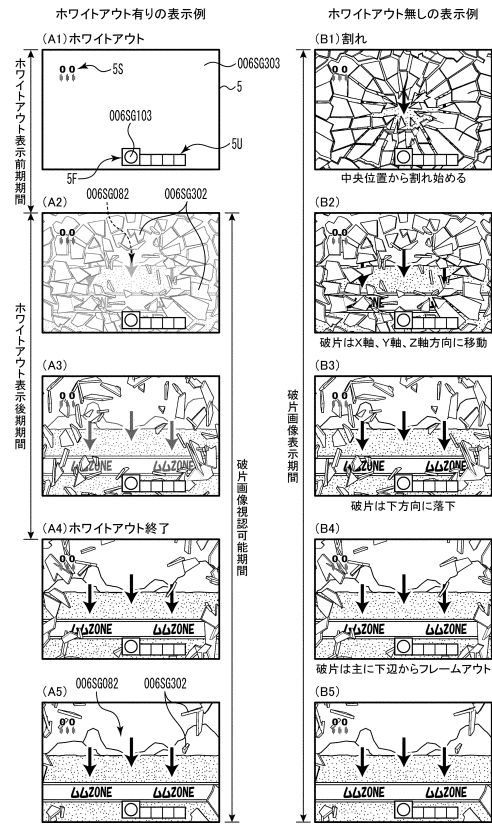 ホワイトアウト有りの表示例
ホワイトアウト無しの表示例
(A1)ホワイトアウト
00
5S
006SG303
5
006SG103
5U
5F
ホワイトアウト表示前期期間
(B1)割れ
00
中央位置から割れ始める
(A2)
006SG082
006SG302
00
(B2)
00
NE
破片はX軸、Y軸、Z軸方向に移動
ホワイトアウト表示後期期間
(A3)
00
ムムZONE
ムムZONE
(B3)
00
ムムZONE
ムムZONE
破片は下方向に落下
破片画像視認可能期間
破片画像表示期間
(A4)ホワイトアウト終了
00
ムムZONE
ムムZONE
(B4)
00
ムムZONE
ムムZONE
破片は主に下辺からフレームアウト
(A5)
006SG082
006SG302
00
ムムZONE
ムムZONE
(B5)
00
ムムZONE
ムムZONE